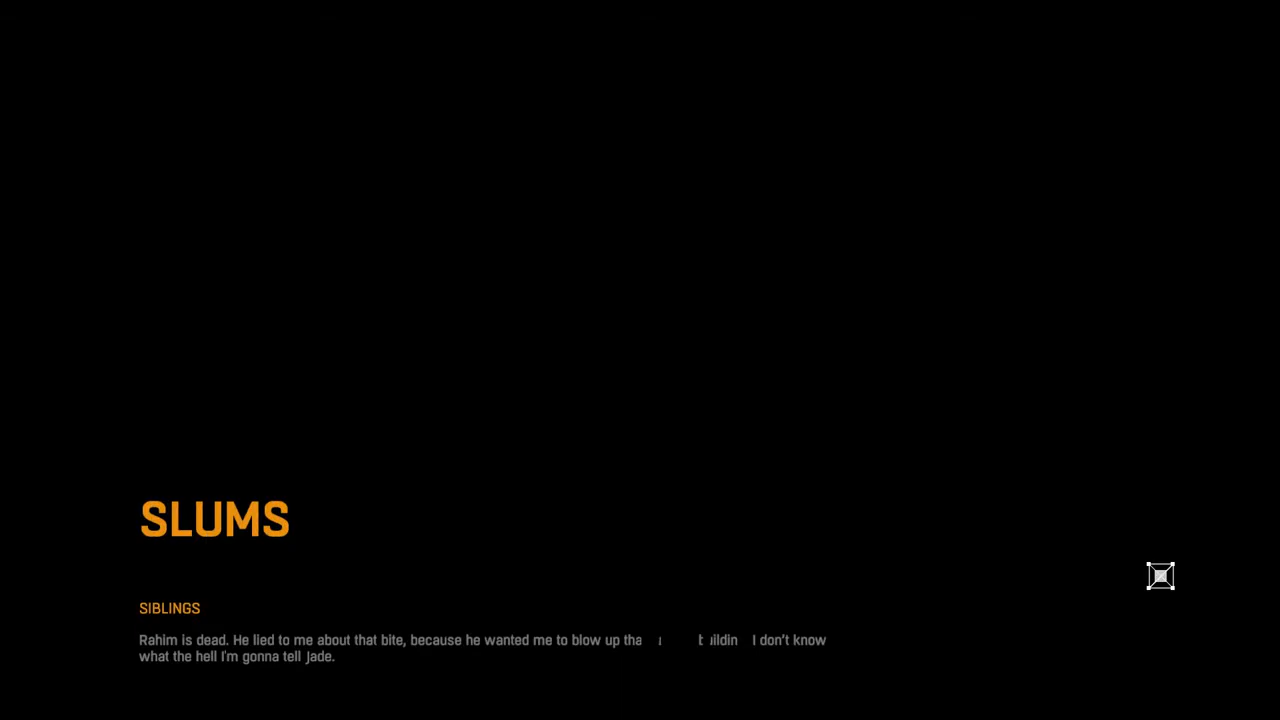 SLUMS
SIBLINGS
Rahim is dead. He lied to me about that bite, because he wanted me to blow up I don't know
what the hell I'm gonna tell Jade.